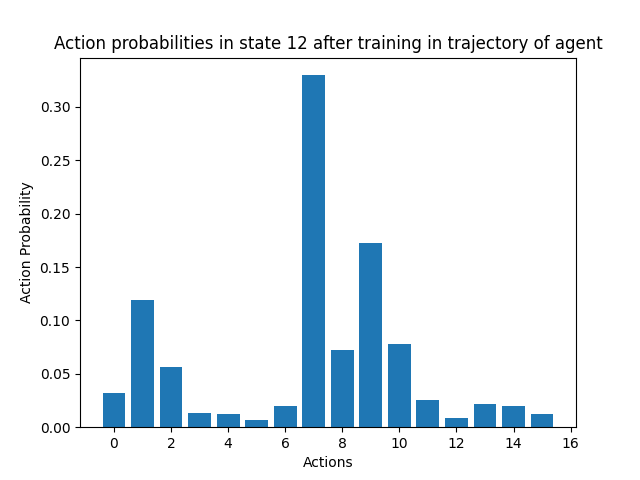 Action probabilities in state 12 after training in trajectory of agent
0.30
0.25
0.20
0.15
0.10
0.05
0.00
Action Probability
0 2 4 6 8 10 12 14 16
Actions